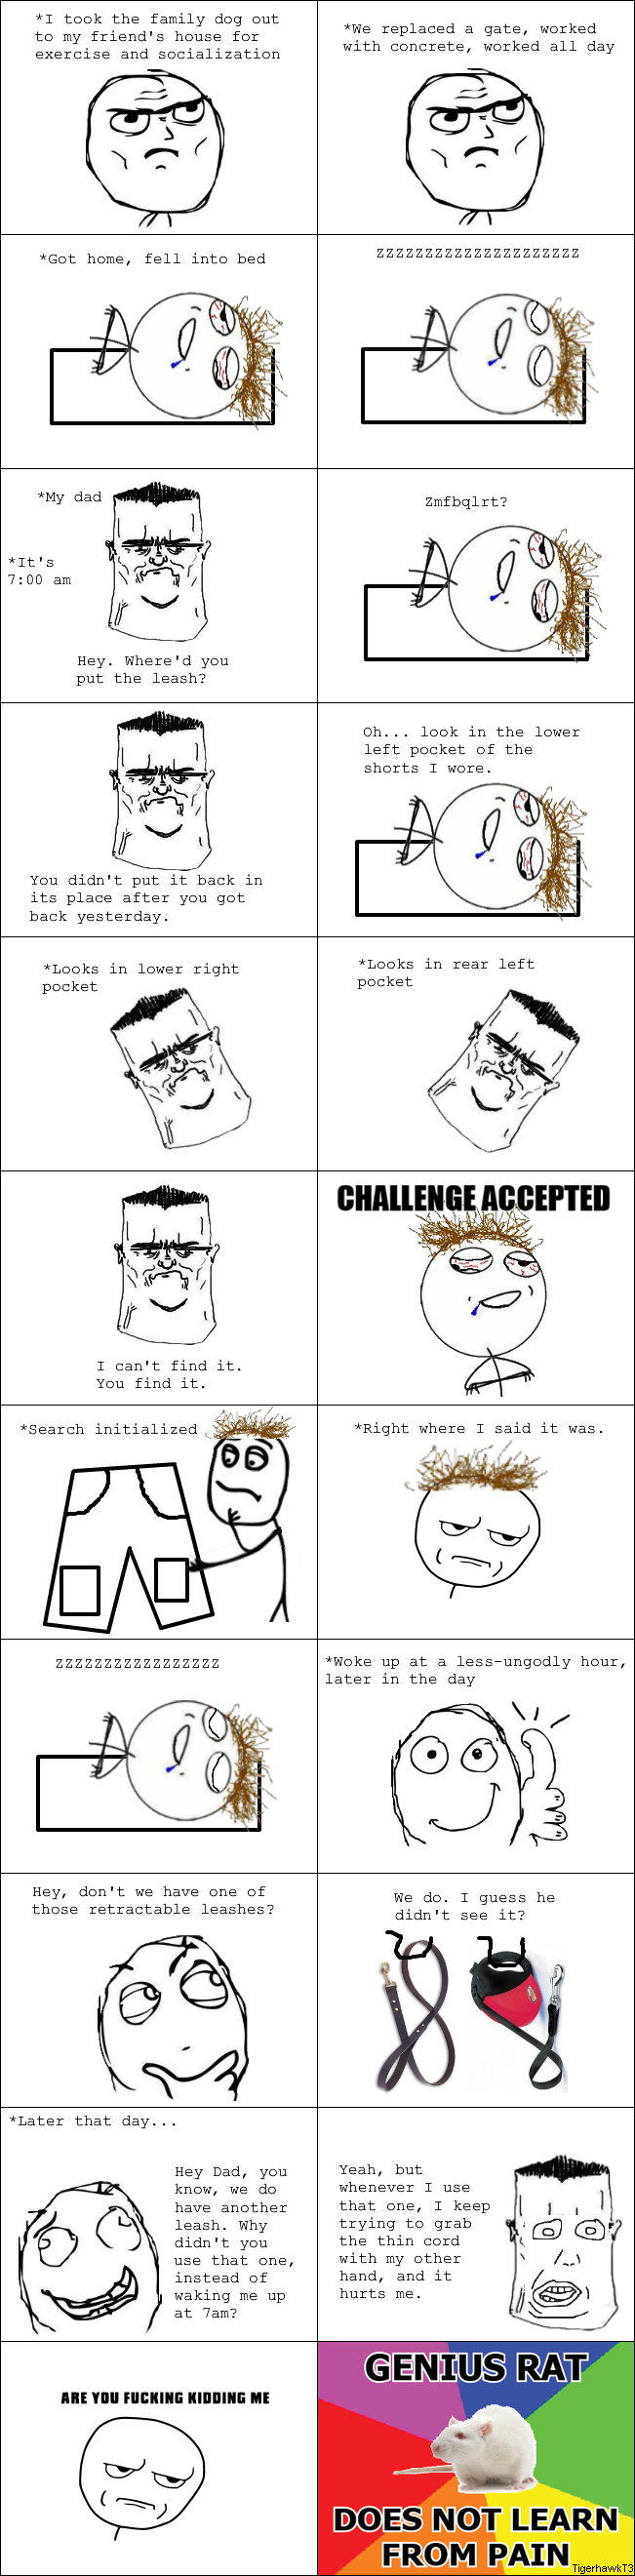 *I took the family dog out
to my friend's house for
exercise and socialization
*We replaced a gate, worked
with concrete, worked all day
*Got home, fell into bed
ZZZZZZZZZZZZZZZZZZZZZ
*My dad
*It's
7:00 am
Hey. Where'd you
put the leash?
Zmfbqlrt?
You didn't put it back in
its place after you got
back yesterday.
Oh... look in the lower
left pocket of the
shorts I wore.
*Looks in lower right
pocket
*Looks in rear left
pocket
I can't find it.
You find it.
CHALLENGE ACCEPTED
*Search initialized
*Right where I said it was.
ZZZZZZZZZZZZZZZZZ
*Woke up at a less-ungodly hour,
later in the day
Hey, don't we have one of
those retractable leashes?
We do. I guess he
didn't see it?
*Later that day...
Hey Dad, you
know, we do
have another
leash. Why
didn't you
use that one,
instead of
waking me up
at 7am?
Yeah, but
whenever I use
that one, I keep
trying to grab
the thin cord
with my other
hand, and it
hurts me.
ARE YOU FUCKING KIDDING ME
GENIUS RAT
DOES NOT LEARN
FROM PAIN
TigerhawkT3